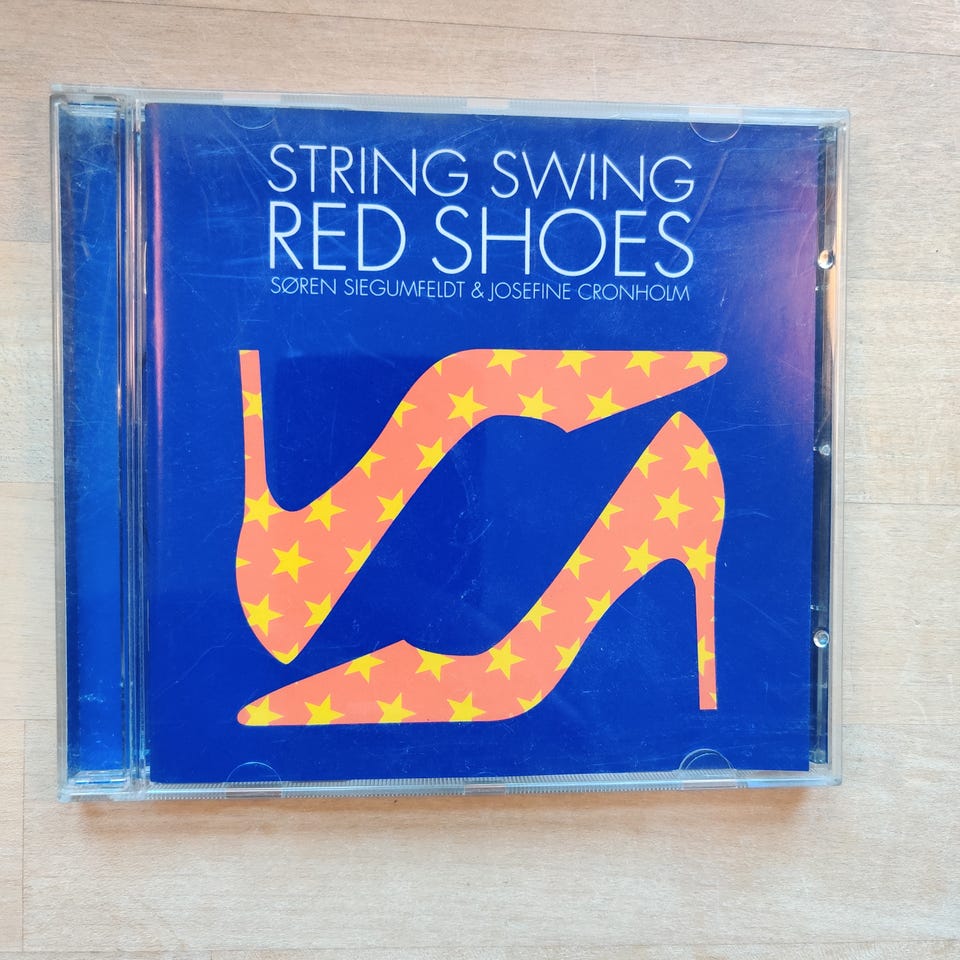 STRING SWING
RED SHOES
SØREN SIEGUMFELDT & JOSEFINE CRONHOLM